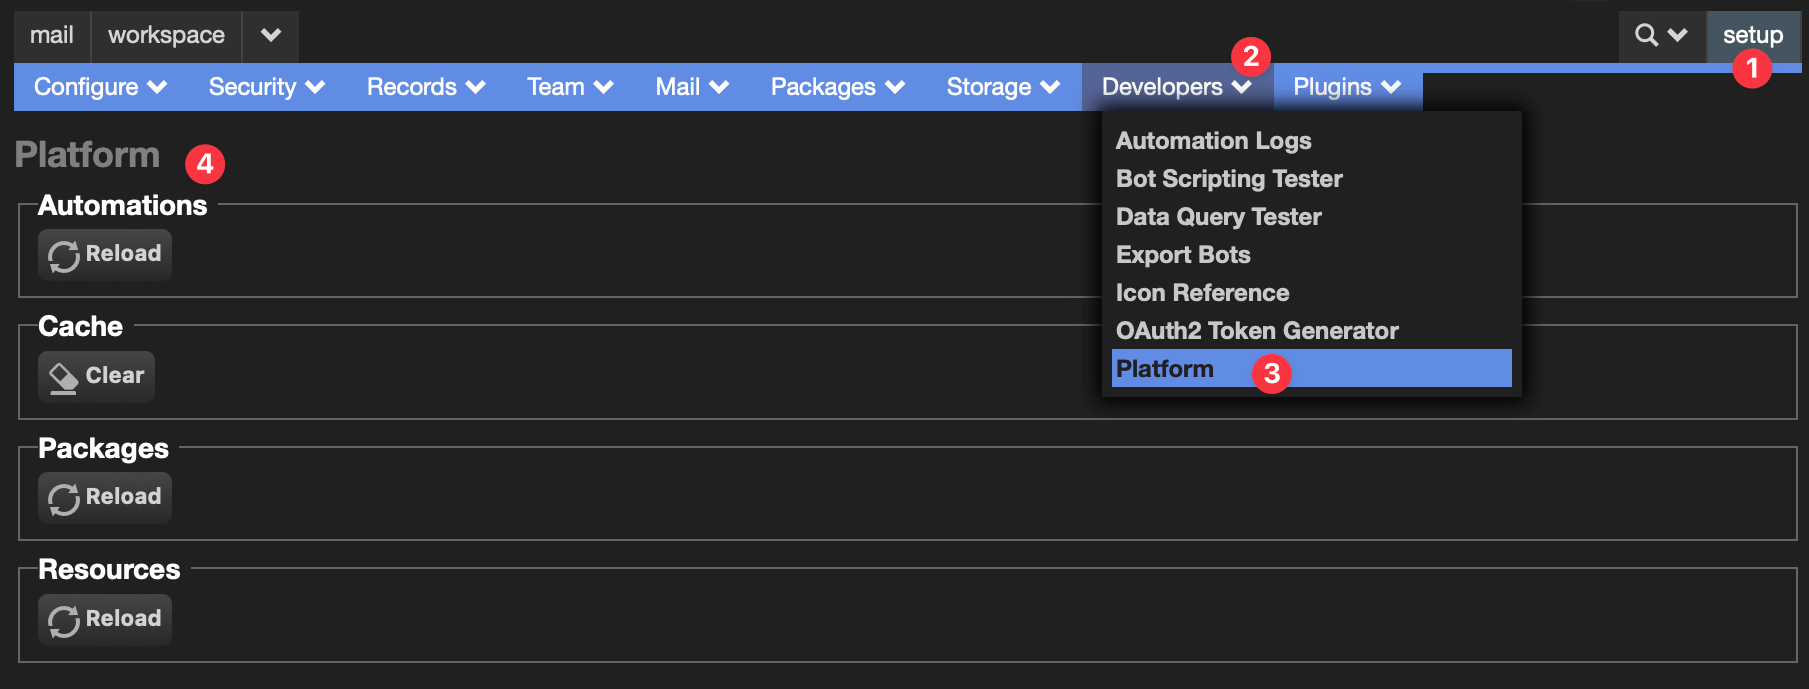 mail workspace setup
1
2
Configure Security Records Team Mail Packages Storage Developers Plugins
Platform
4
Automations
Reload
Cache
Clear
Packages
Reload
Resources
Reload
Automation Logs
Bot Scripting Tester
Data Query Tester
Export Bots
Icon Reference
OAuth2 Token Generator
Platform
3